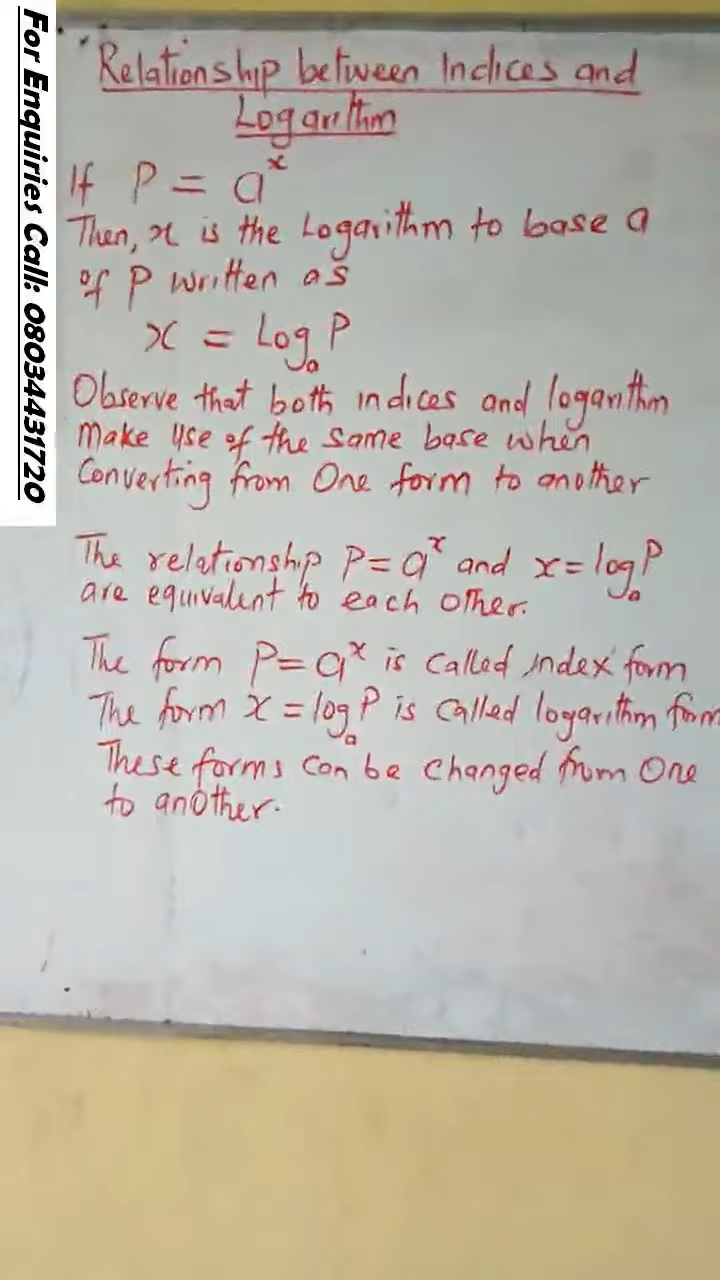 Relationship between Indices and
Logarithm
If P = a^x
Then, x is the Logarithm to base a
of P written as
x = Log_a P
Observe that both indices and logarithm
make use of the same base when
Converting from One form to another
The relationship P = a^x and x = log_a P
are equivalent to each other.
The form P = a^x is called index form
The form x = log_a P is called logarithm form
These forms can be changed from One
to another.
For Enquiries Call: 08034431720